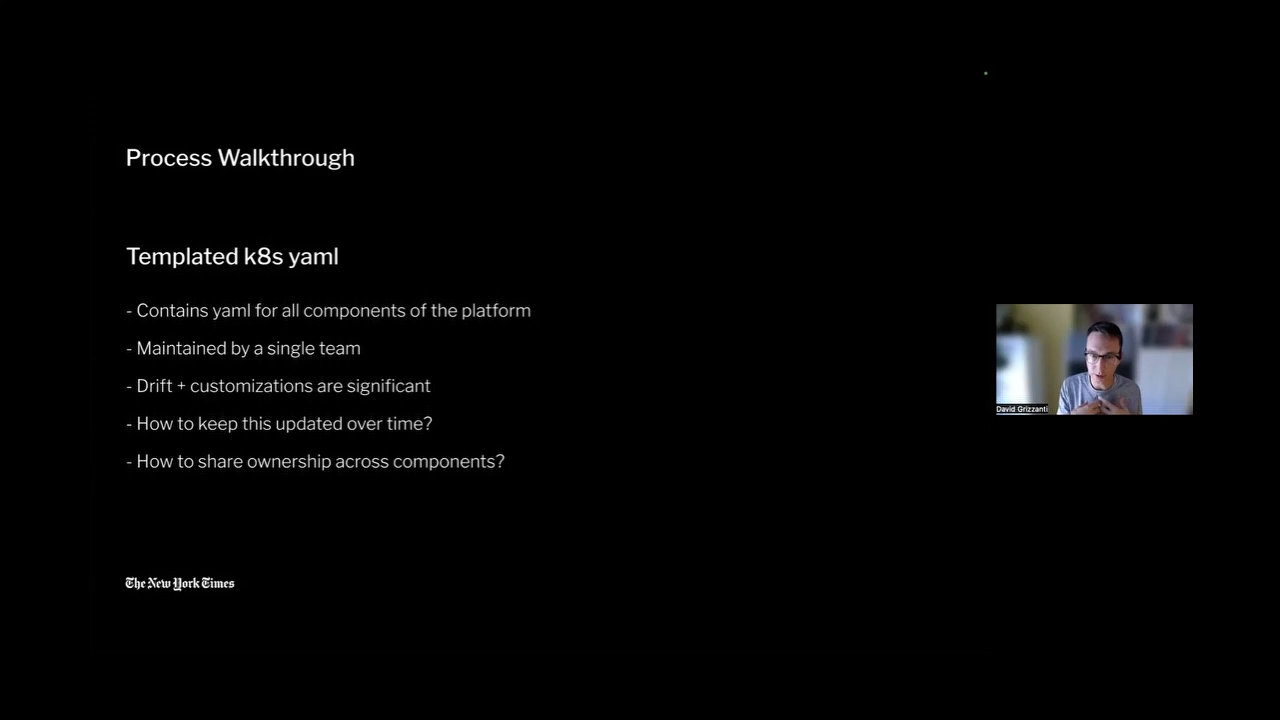 Process Walkthrough
Templated k8s yaml
- Contains yaml for all components of the platform
- Maintained by a single team
- Drift + customizations are significant
- How to keep this updated over time?
- How to share ownership across components?
David Grizzanti
The New York Times